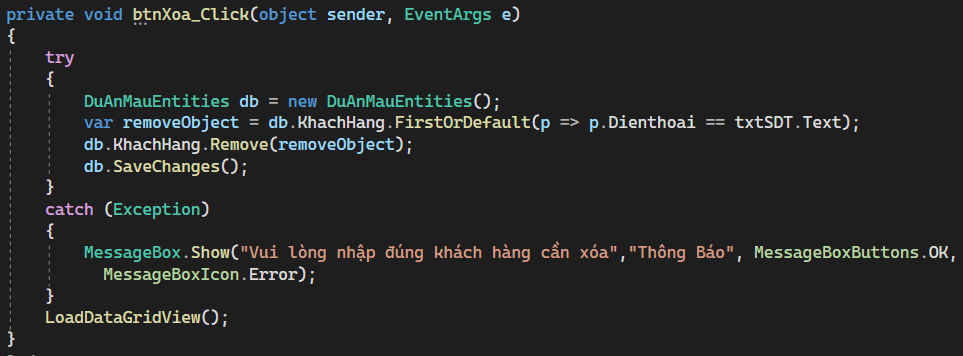 private void btnXoa_Click(object sender, EventArgs e)
{
try
{
DuAnMauEntities db = new DuAnMauEntities();
var removeObject = db.KhachHang.FirstOrDefault(p => p.Dienthoai == txtSDT.Text);
db.KhachHang.Remove(removeObject);
db.SaveChanges();
}
catch (Exception)
{
MessageBox.Show("Vui lòng nhập đúng khách hàng cần xóa","Thông Báo", MessageBoxButtons.OK,
MessageBoxIcon.Error);
}
LoadDataGridView();
}